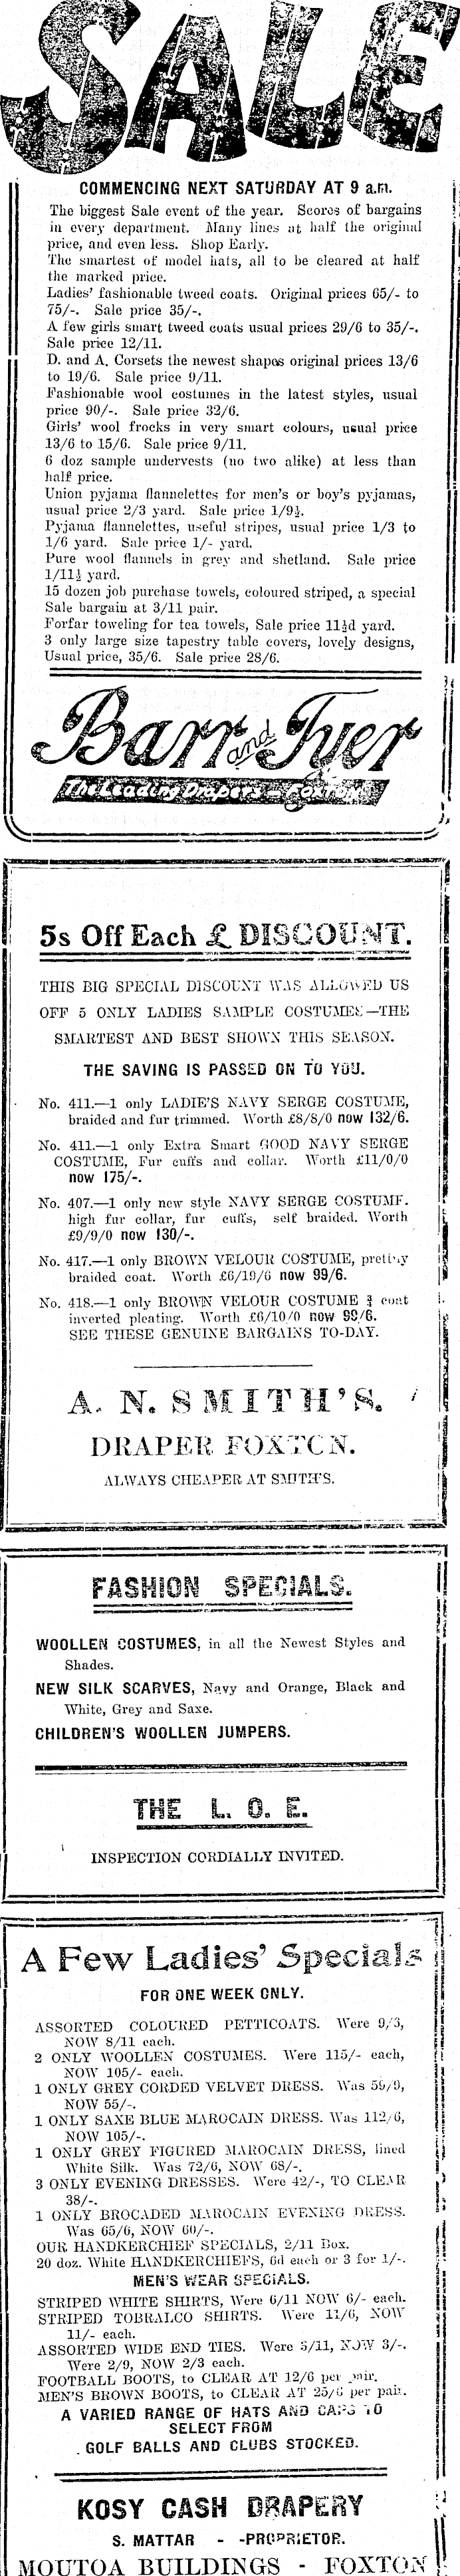 SALE
COMMENCING NEXT SATURDAY AT 9 a.m.
The biggest Sale event of the year. Scores of bargains
in every department. Many lines at half the original
price, and even less. Shop Early.
The smartest of model hats, all to be cleared at half
the marked price.
Ladies' fashionable tweed coats. Original prices 65/- to
75/-. Sale price 35/-.
A few girls smart tweed coats usual prices 29/6 to 35/-.
Sale price 12/11.
D. and A. Corsets the newest shapes original prices 13/6
to 19/6. Sale price 9/11.
Fashionable wool costumes in the latest styles, usual
price 90/-. Sale price 32/6.
Girls' wool frocks in very smart colours, usual price
13/6 to 15/6. Sale price 9/11.
6 doz sample undervests (no two alike) at less than
half price.
Union pyjama flannelettes for men's or boy's pyjamas,
usual price 2/3 yard. Sale price 1/9½.
Pyjama flannelettes, useful stripes, usual price 1/3 to
1/6 yard. Sale price 1/- yard.
Pure wool flannels in grey and shetland. Sale price
1/11½ yard.
15 dozen job purchase towels, coloured striped, a special
Sale bargain at 3/11 pair.
Forfar toweling for tea towels, Sale price 11½d yard.
3 only large size tapestry table covers, lovely designs,
Usual price, 35/6. Sale price 28/6.
Barr and Tyer
The Leading Drapers — FOXTON
5s Off Each £ DISCOUNT.
THIS BIG SPECIAL DISCOUNT WAS ALLOWED US
OFF 5 ONLY LADIES SAMPLE COSTUMES—THE
SMARTEST AND BEST SHOWN THIS SEASON.
THE SAVING IS PASSED ON TO YOU.
No. 411.—1 only LADIE'S NAVY SERGE COSTUME,
braided and fur trimmed. Worth £8/8/0 now 132/6.
No. 411.—1 only Extra Smart GOOD NAVY SERGE
COSTUME, Fur cuffs and collar. Worth £11/0/0
now 175/-.
No. 407.—1 only new style NAVY SERGE COSTUME.
high fur collar, fur cuffs, self braided. Worth
£9/9/0 now 130/-.
No. 417.—1 only BROWN VELOUR COSTUME, prettily
braided coat. Worth £6/19/6 now 99/6.
No. 418.—1 only BROWN VELOUR COSTUME ¾ coat
inverted pleating. Worth £6/10/0 now 99/6.
SEE THESE GENUINE BARGAINS TO-DAY.
A. N. SMITH'S.
DRAPER FOXTON.
ALWAYS CHEAPER AT SMITH'S.
FASHION SPECIALS.
WOOLLEN COSTUMES, in all the Newest Styles and
Shades.
NEW SILK SCARVES, Navy and Orange, Black and
White, Grey and Saxe.
CHILDREN'S WOOLLEN JUMPERS.
THE L. O. E.
INSPECTION CORDIALLY INVITED.
A Few Ladies' Specials
FOR ONE WEEK ONLY.
ASSORTED COLOURED PETTICOATS. Were 9/3,
NOW 8/11 each.
2 ONLY WOOLLEN COSTUMES. Were 115/- each,
NOW 105/- each.
1 ONLY GREY CORDED VELVET DRESS. Was 59/9,
NOW 55/-.
1 ONLY SAXE BLUE MAROCAIN DRESS. Was 112/6,
NOW 105/-.
1 ONLY GREY FIGURED MAROCAIN DRESS, lined
White Silk. Was 72/6, NOW 68/-.
3 ONLY EVENING DRESSES. Were 42/-, TO CLEAR
38/-.
1 ONLY BROCADED MAROCAIN EVENING DRESS.
Was 65/6, NOW 60/-.
OUR HANDKERCHIEF SPECIALS, 2/11 Box.
20 doz. White HANDKERCHIEFS, 6d each or 3 for 1/-.
MEN'S WEAR SPECIALS.
STRIPED WHITE SHIRTS, Were 6/11 NOW 6/- each.
STRIPED TOBRALCO SHIRTS. Were 11/6, NOW
11/- each.
ASSORTED WIDE END TIES. Were 3/11, NOW 3/-.
Were 2/9, NOW 2/3 each.
FOOTBALL BOOTS, to CLEAR AT 12/6 per pair.
MEN'S BROWN BOOTS, to CLEAR AT 25/6 per pair.
A VARIED RANGE OF HATS AND CAPS TO
SELECT FROM
GOLF BALLS AND CLUBS STOCKED.
KOSY CASH DRAPERY
S. MATTAR - -PROPRIETOR.
MOUTOA BUILDINGS - FOXTON